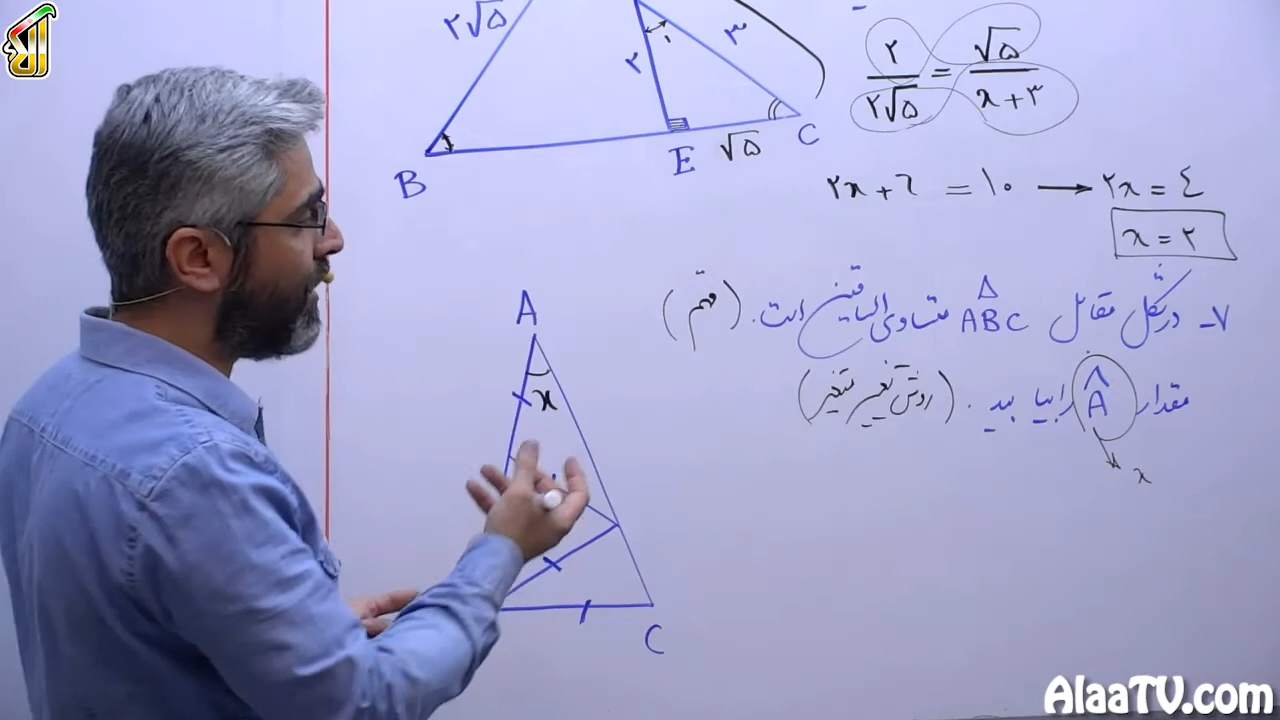 ۲√۵
۳
۱
۲
B
E
√۵
C
۲/۲√۵ = √۵/x+۳
۲x+۶ = ۱۰ → ۲x = ۴
x = ۲
۷- در شکل مقابل ABC متساوی الساقین است. (مهم)
مقدار Â را بیابید. (روش تغییر متغیر)
x
A
x
C
AlaaTV.com